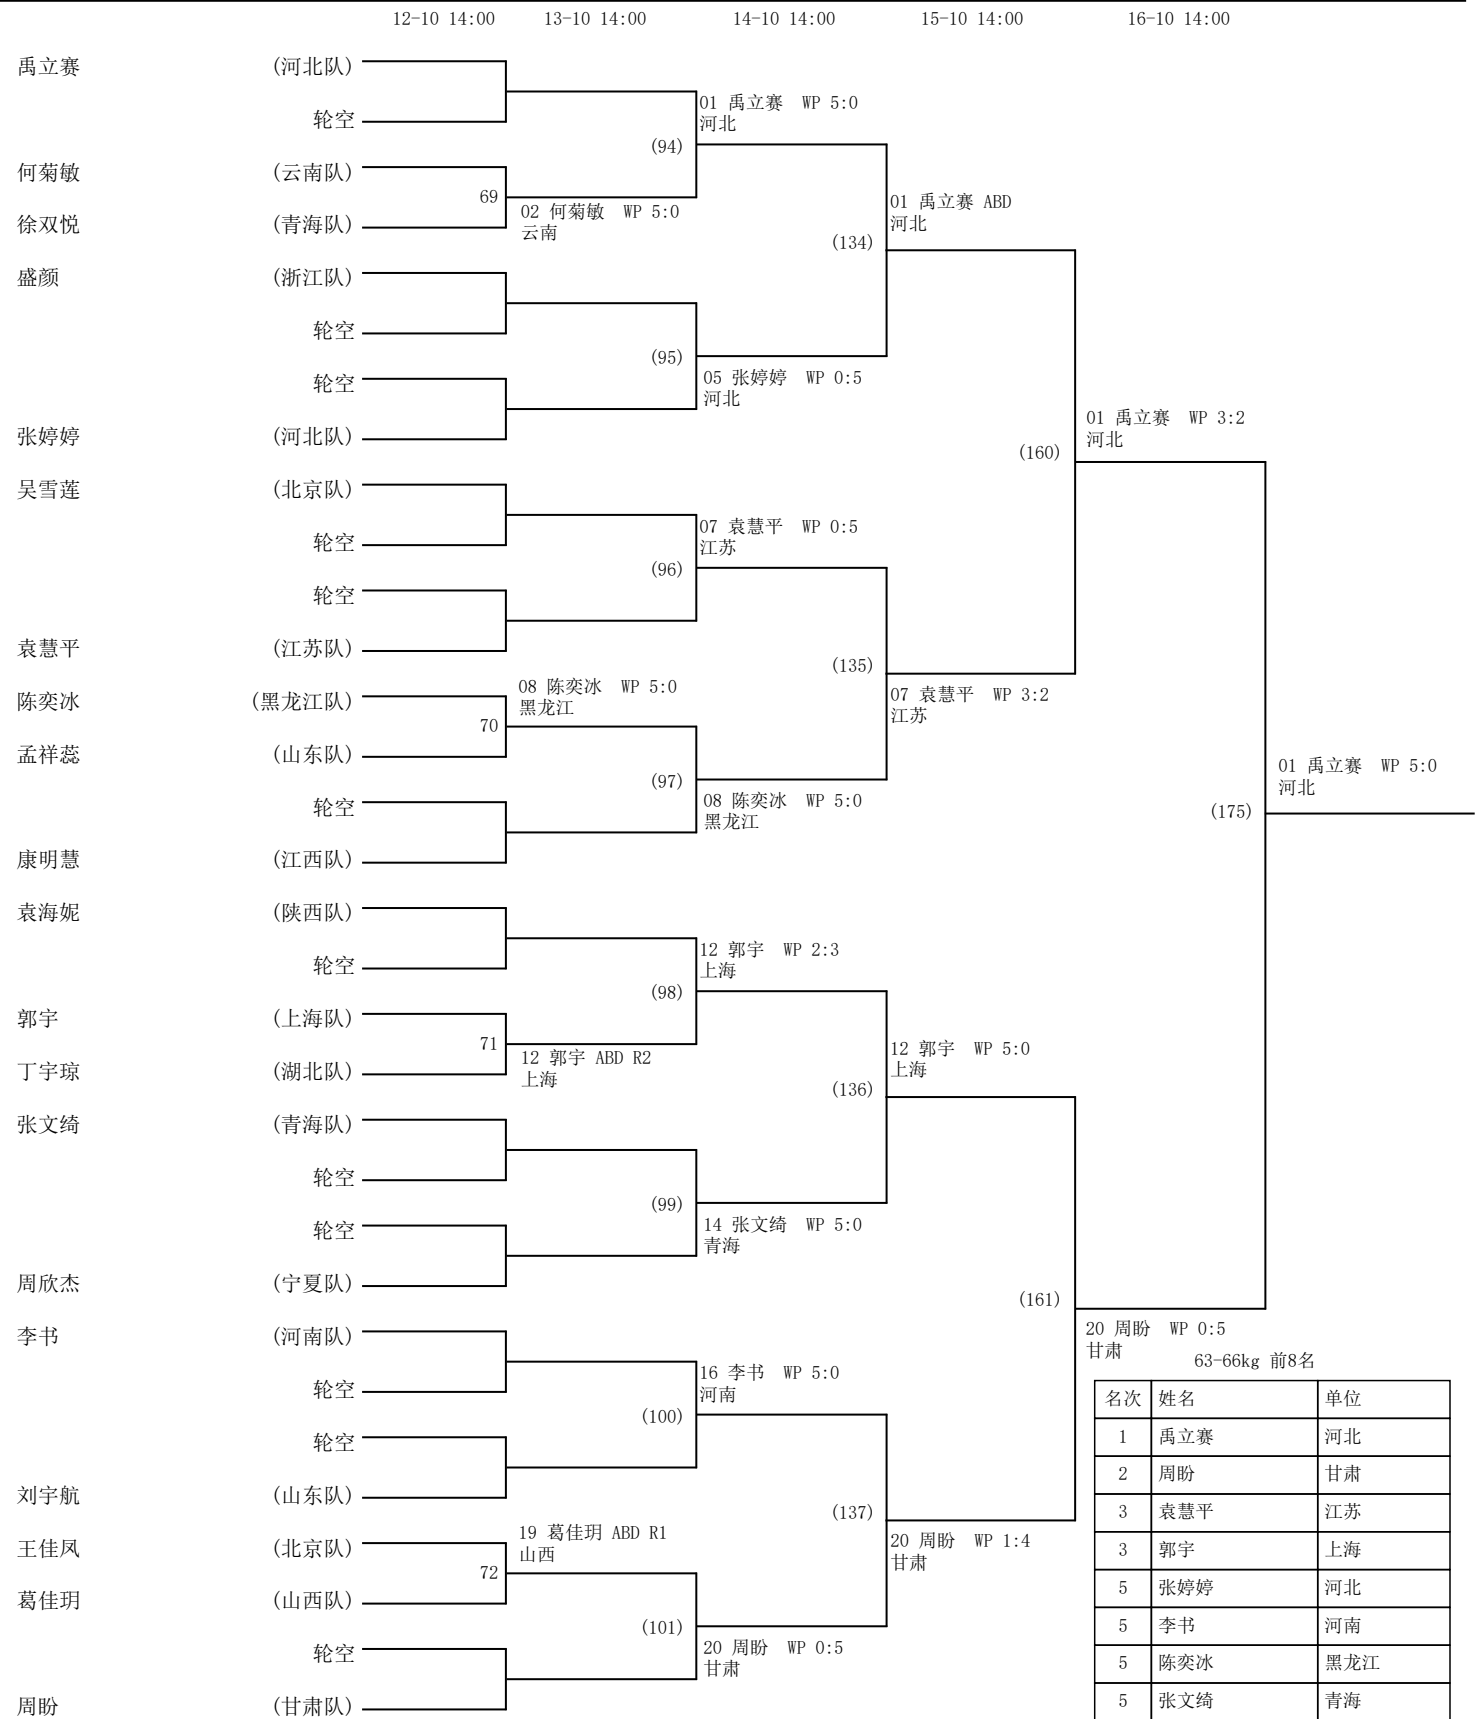 12-10 14:00 13-10 14:00 14-10 14:00 15-10 14:00 16-10 14:00
禹立赛 (河北队)
轮空
01 禹立赛 WP 5:0
河北
(94)
何菊敏 (云南队)
69
02 何菊敏 WP 5:0
云南
徐双悦 (青海队)
01 禹立赛 ABD
河北
(134)
盛颜 (浙江队)
轮空
(95)
05 张婷婷 WP 0:5
河北
轮空
张婷婷 (河北队)
01 禹立赛 WP 3:2
河北
(160)
吴雪莲 (北京队)
轮空
07 袁慧平 WP 0:5
江苏
(96)
轮空
袁慧平 (江苏队)
(135)
07 袁慧平 WP 3:2
江苏
陈奕冰 (黑龙江队)
08 陈奕冰 WP 5:0
黑龙江
70
孟祥蕊 (山东队)
(97)
08 陈奕冰 WP 5:0
黑龙江
轮空
康明慧 (江西队)
01 禹立赛 WP 5:0
河北
(175)
袁海妮 (陕西队)
轮空
12 郭宇 WP 2:3
上海
(98)
郭宇 (上海队)
71
12 郭宇 ABD R2
上海
丁宇琼 (湖北队)
12 郭宇 WP 5:0
上海
(136)
张文绮 (青海队)
轮空
(99)
14 张文绮 WP 5:0
青海
轮空
周欣杰 (宁夏队)
(161)
20 周盼 WP 0:5
甘肃
李书 (河南队)
轮空
16 李书 WP 5:0
河南
(100)
轮空
刘宇航 (山东队)
(137)
20 周盼 WP 1:4
甘肃
王佳凤 (北京队)
19 葛佳玥 ABD R1
山西
72
葛佳玥 (山西队)
(101)
20 周盼 WP 0:5
甘肃
轮空
周盼 (甘肃队)
63-66kg 前8名
名次 姓名 单位
1 禹立赛 河北
2 周盼 甘肃
3 袁慧平 江苏
3 郭宇 上海
5 张婷婷 河北
5 李书 河南
5 陈奕冰 黑龙江
5 张文绮 青海